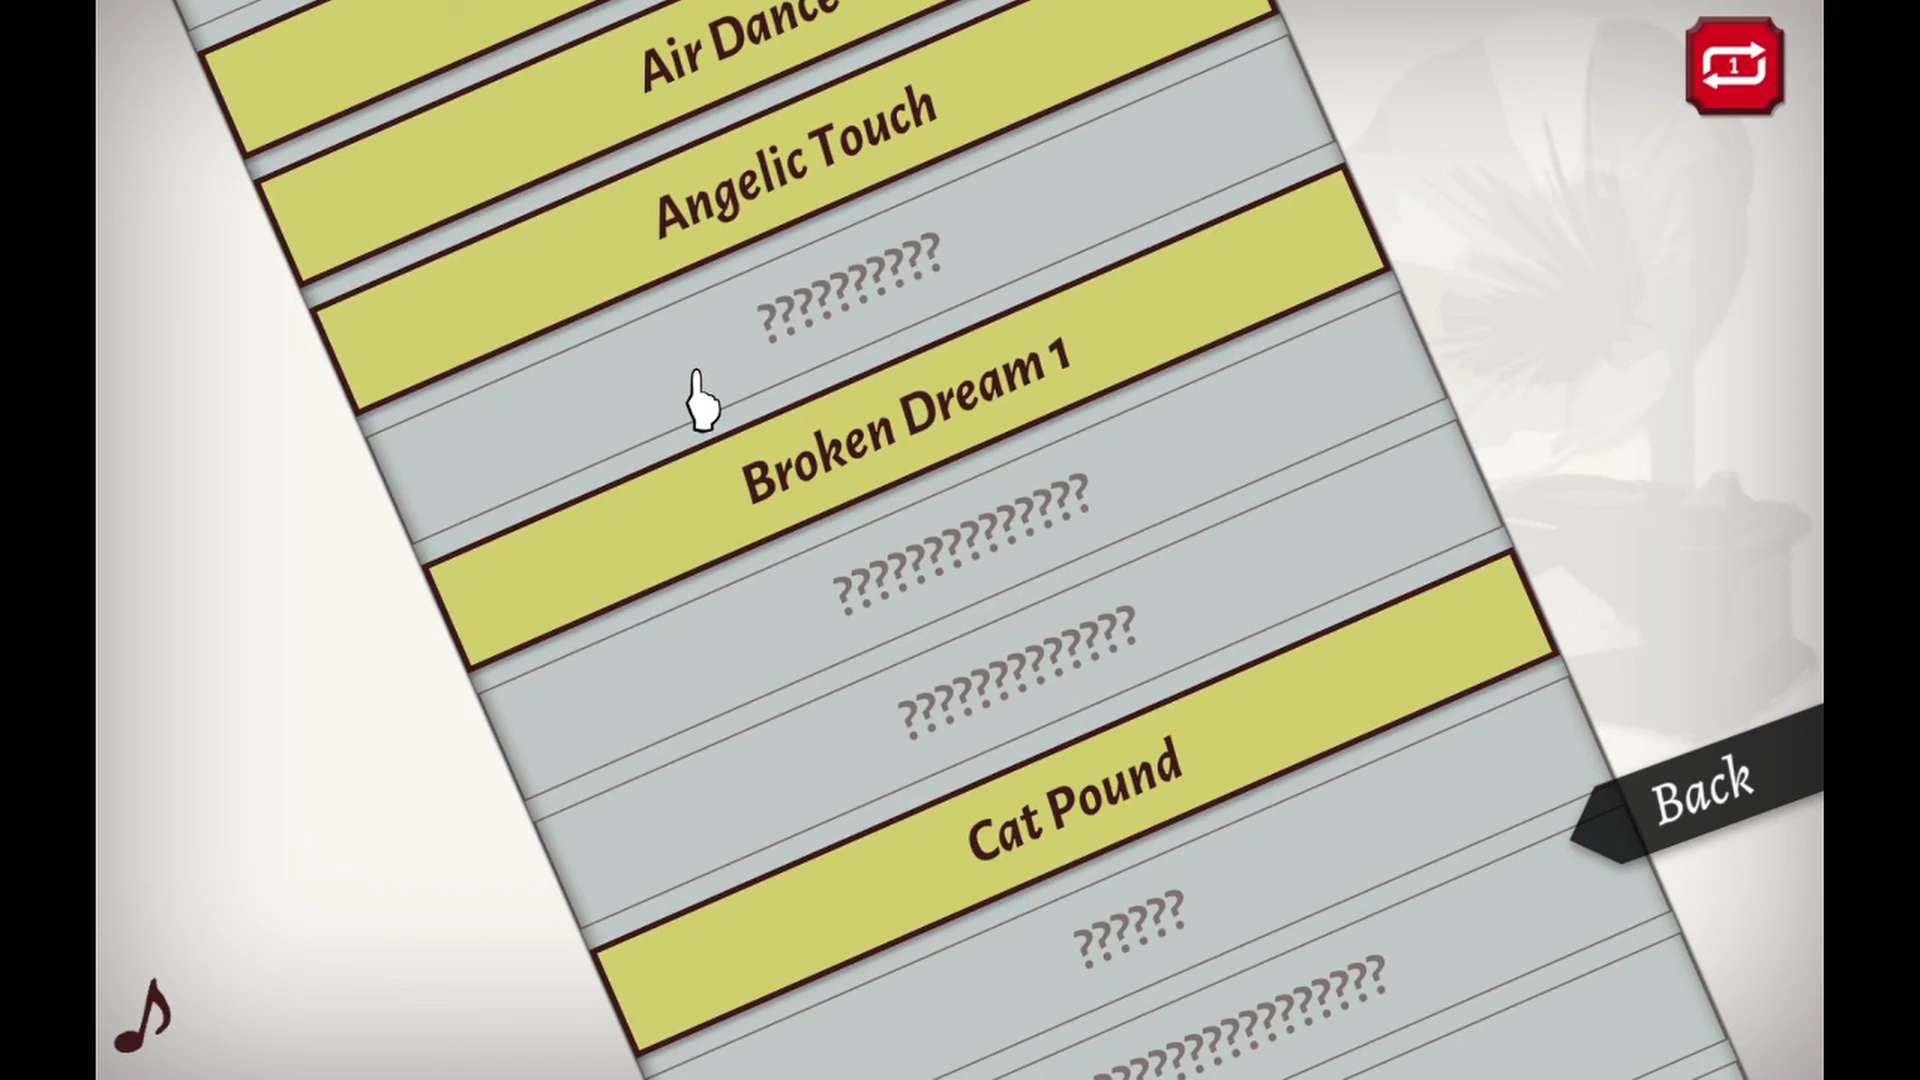 Air Dance
Angelic Touch
??????????
Broken Dream 1
??????????????
?????????????
Cat Pound
??????
????????????????
Back
1